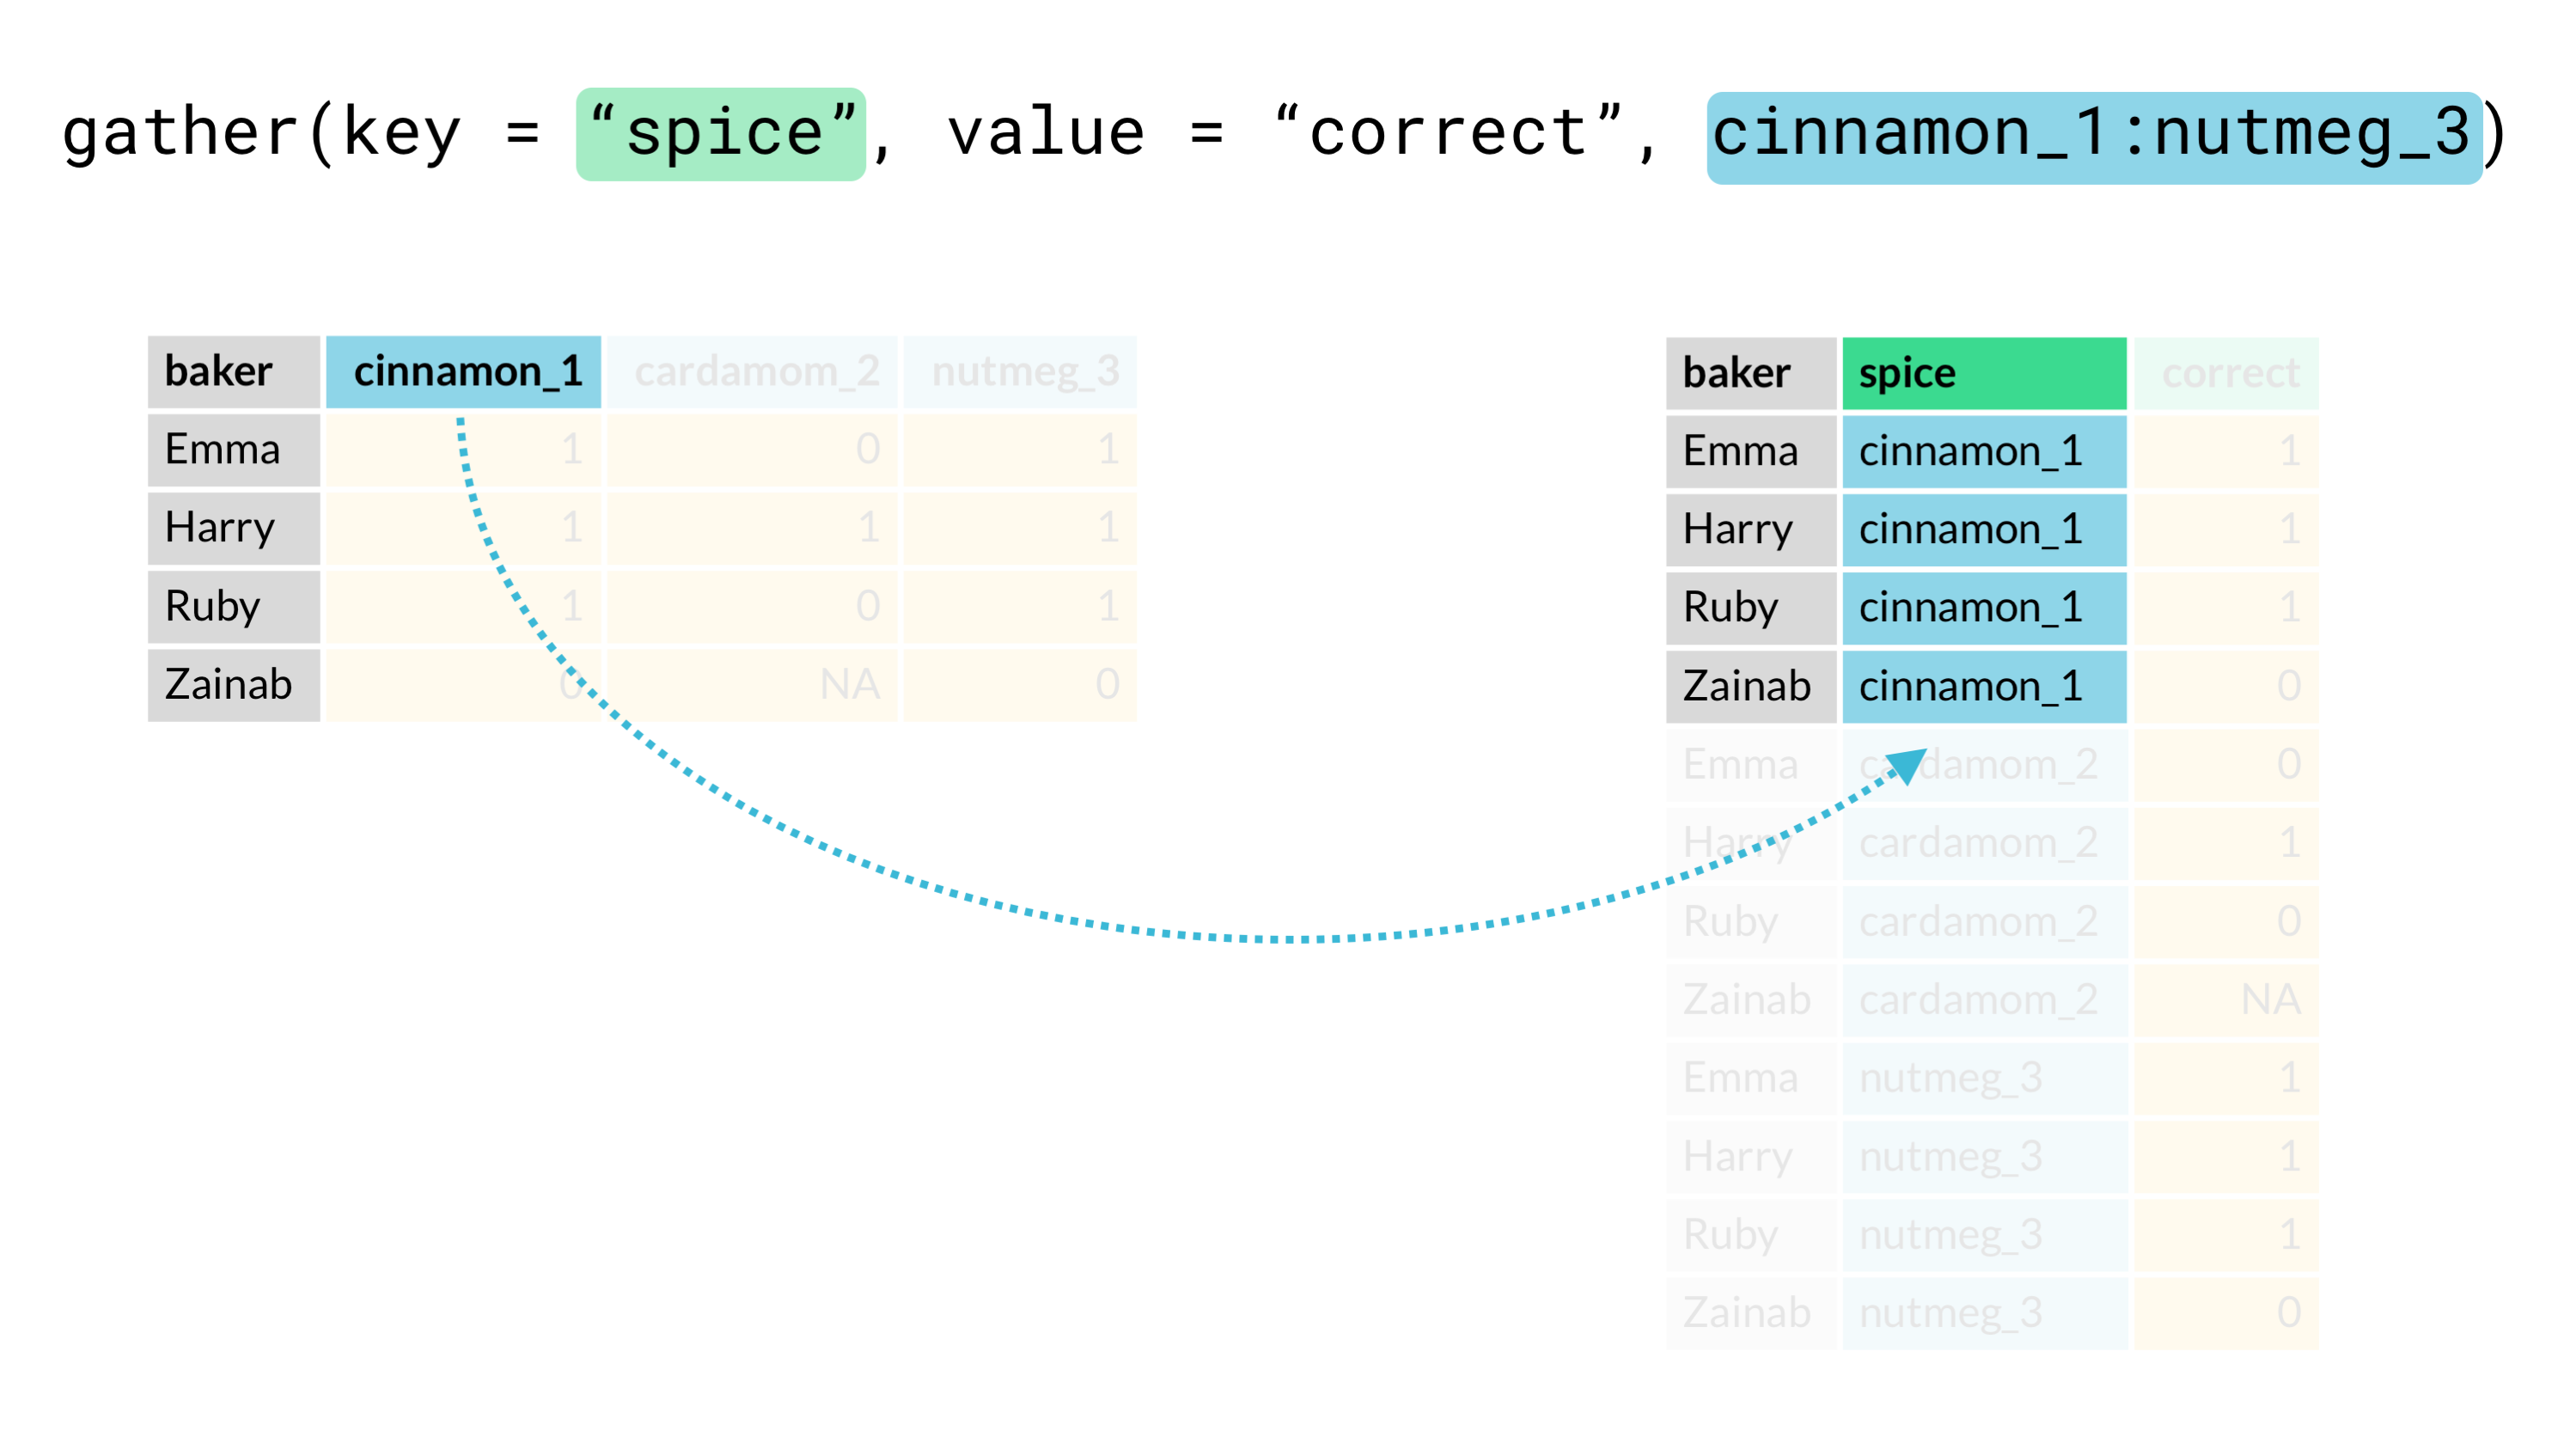 gather(key = “spice”, value = “correct”, cinnamon_1:nutmeg_3)
baker cinnamon_1 cardamom_2 nutmeg_3
Emma 1 0 1
Harry 1 1 1
Ruby 1 0 1
Zainab 0 NA 0
baker spice correct
Emma cinnamon_1 1
Harry cinnamon_1 1
Ruby cinnamon_1 1
Zainab cinnamon_1 0
Emma cardamom_2 0
Harry cardamom_2 1
Ruby cardamom_2 0
Zainab cardamom_2 NA
Emma nutmeg_3 1
Harry nutmeg_3 1
Ruby nutmeg_3 1
Zainab nutmeg_3 0